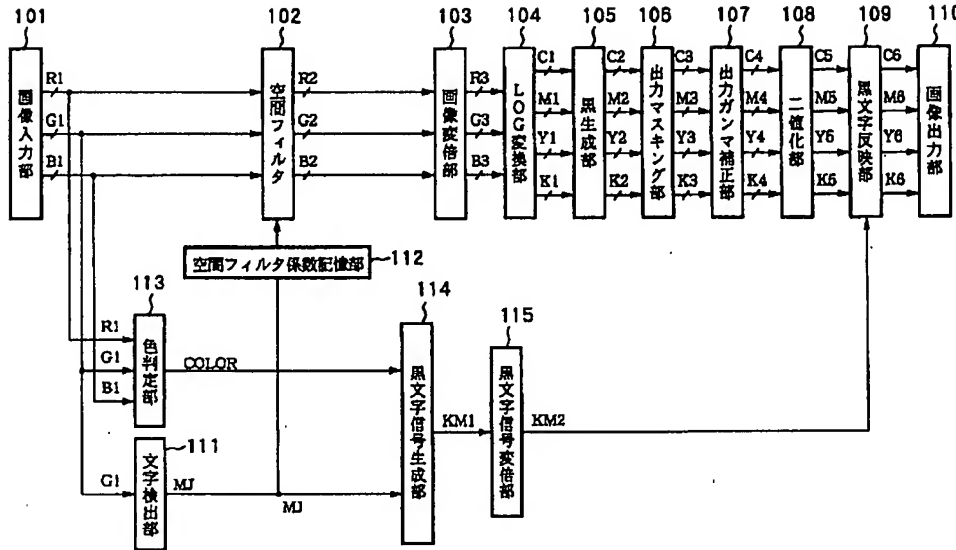 101
102
103
104
105
106
107
108
109
110
画像入力部
R1
G1
B1
空間フィルタ
R2
G2
B2
画像変倍部
R3
G3
B3
LOG変換部
C1
M1
Y1
K1
黒生成部
C2
M2
Y2
K2
出力マスキング部
C3
M3
Y3
K3
出力ガンマ補正部
C4
M4
Y4
K4
二値化部
C5
M5
Y5
K5
黒文字反映部
C6
M6
Y6
K6
画像出力部
空間フィルタ係数記憶部
112
113
R1
G1
B1
色判定部
COLOR
114
黒文字信号生成部
KM1
115
黒文字信号変倍部
KM2
111
G1
文字検出部
MJ
MJ